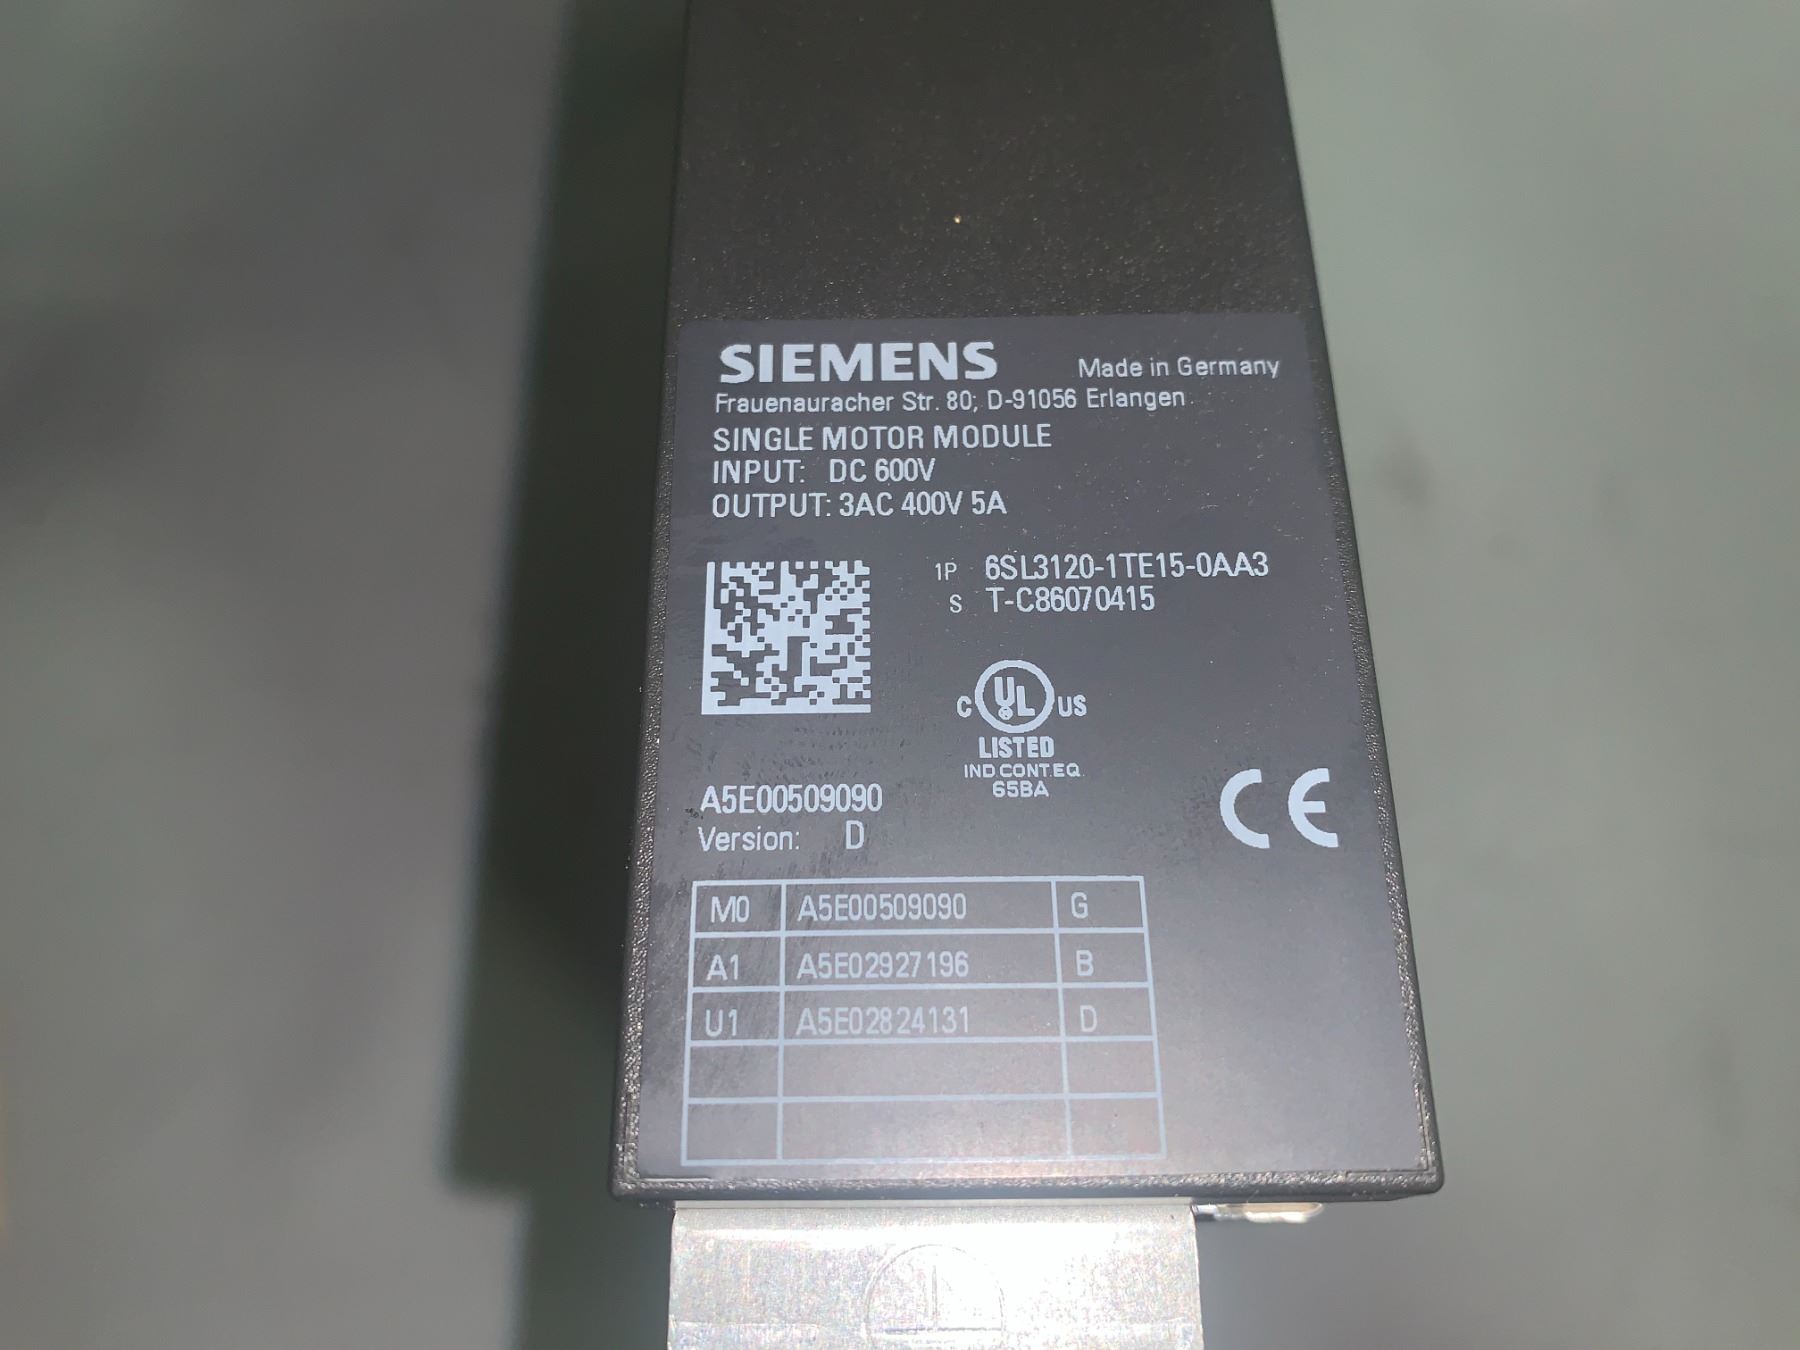 SIEMENS Made in Germany
Frauenauracher Str. 80; D-91056 Erlangen
SINGLE MOTOR MODULE
INPUT: DC 600V
OUTPUT: 3AC 400V 5A
1P 6SL3120-1TE15-0AA3
S T-C86070415
C UL US
LISTED
IND.CONT.EQ.
65BA
A5E00509090
Version: D
CE
M0 A5E00509090 G
A1 A5E02927196 B
U1 A5E02824131 D